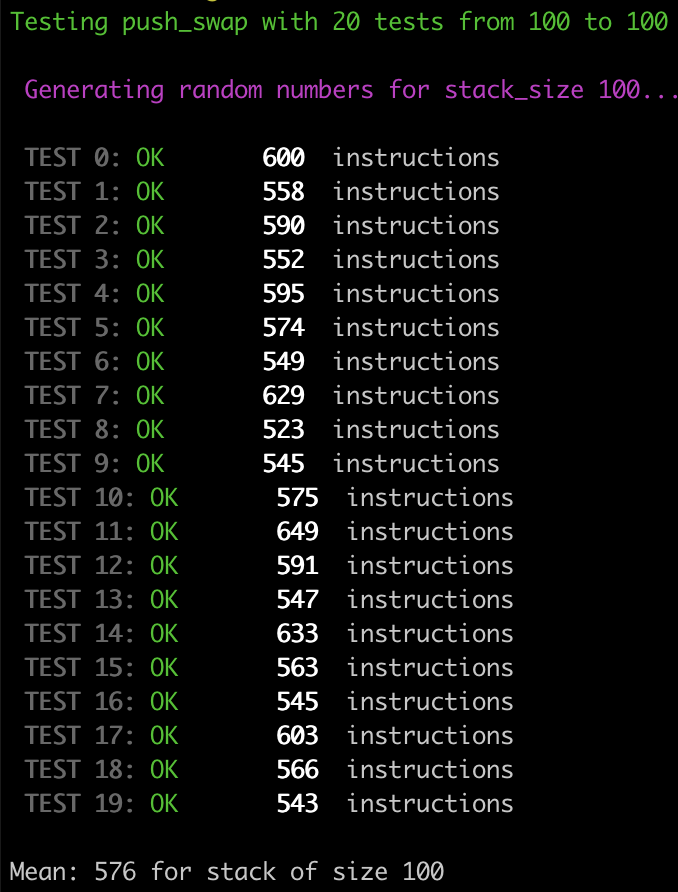 Testing push_swap with 20 tests from 100 to 100
Generating random numbers for stack_size 100...
TEST 0: OK 600 instructions
TEST 1: OK 558 instructions
TEST 2: OK 590 instructions
TEST 3: OK 552 instructions
TEST 4: OK 595 instructions
TEST 5: OK 574 instructions
TEST 6: OK 549 instructions
TEST 7: OK 629 instructions
TEST 8: OK 523 instructions
TEST 9: OK 545 instructions
TEST 10: OK 575 instructions
TEST 11: OK 649 instructions
TEST 12: OK 591 instructions
TEST 13: OK 547 instructions
TEST 14: OK 633 instructions
TEST 15: OK 563 instructions
TEST 16: OK 545 instructions
TEST 17: OK 603 instructions
TEST 18: OK 566 instructions
TEST 19: OK 543 instructions
Mean: 576 for stack of size 100